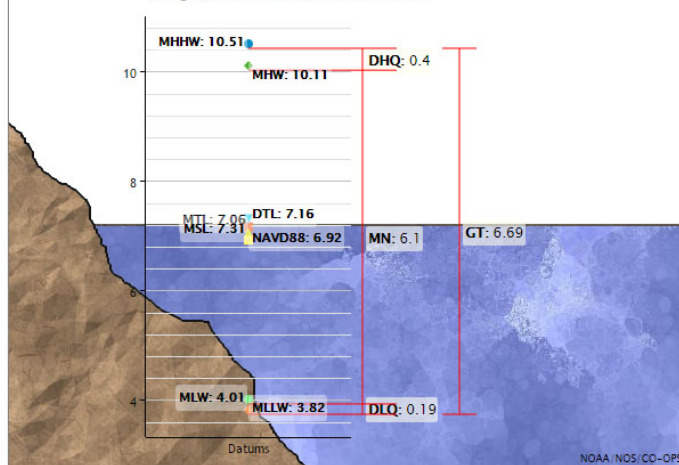 MHHW: 10.51
DHQ: 0.4
10
MHW: 10.11
8
MTL: 7.06
DTL: 7.16
MSL: 7.31
NAVD88: 6.92
MN: 6.1
GT: 6.69
6
MLW: 4.01
4
MLLW: 3.82
DLQ: 0.19
Datums
NOAA/NOS/CO-OPS